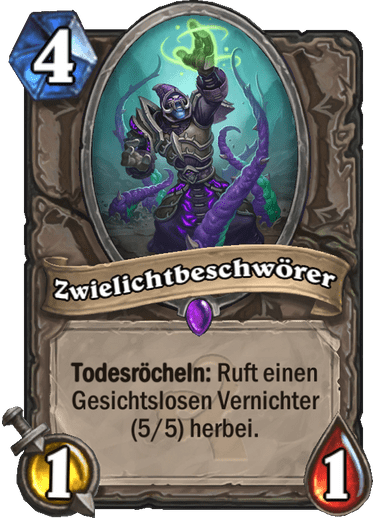 4
Zwielichtbeschwörer
Todesröcheln: Ruft einen
Gesichtslosen Vernichter
(5/5) herbei.
1 1